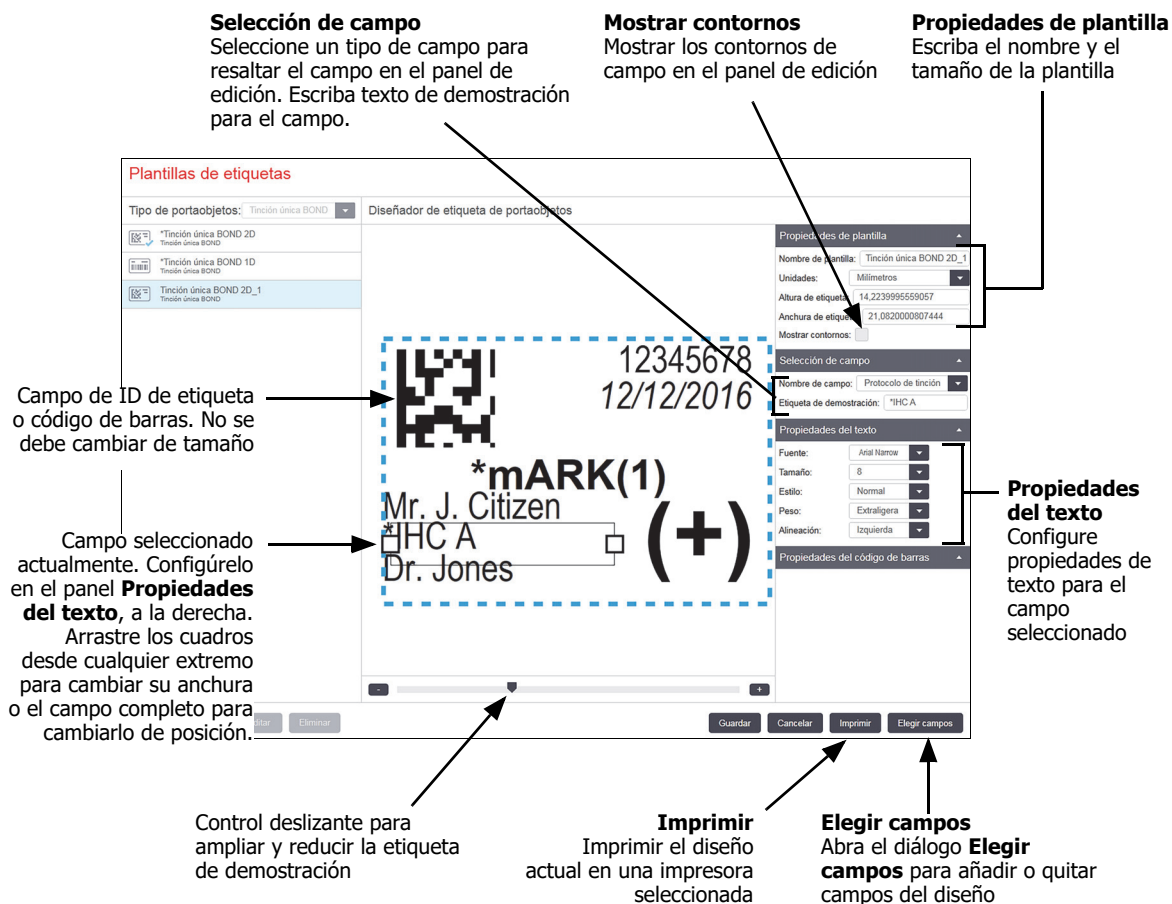 Selección de campo
Seleccione un tipo de campo para
resaltar el campo en el panel de
edición. Escriba texto de demostración
para el campo.
Mostrar contornos
Mostrar los contornos de
campo en el panel de edición
Propiedades de plantilla
Escriba el nombre y el
tamaño de la plantilla
Plantillas de etiquetas
Tipo de portaobjetos: Tinción única BOND
Diseñador de etiqueta de portaobjetos
*Tinción única BOND 2D
Tinción única BOND
*Tinción única BOND 1D
Tinción única BOND
Tinción única BOND 2D_1
Tinción única BOND
Propiedades de plantilla
Nombre de plantilla: Tinción única BOND 2D_1
Unidades: Milímetros
Altura de etiqueta: 14,2239995559057
Anchura de etiqueta: 21,0820000807444
Mostrar contornos:
Selección de campo
Nombre de campo: Protocolo de tinción
Etiqueta de demostración: *IHC A
Propiedades del texto
Fuente: Arial Narrow
Tamaño: 8
Estilo: Normal
Peso: Extraligera
Alineación: Izquierda
Propiedades del código de barras
12345678
12/12/2016
*mARK(1)
Mr. J. Citizen
*IHC A
Dr. Jones
(+)
Campo de ID de etiqueta
o código de barras. No se
debe cambiar de tamaño
Campo seleccionado
actualmente. Configúrelo
en el panel Propiedades
del texto, a la derecha.
Arrastre los cuadros
desde cualquier extremo
para cambiar su anchura
o el campo completo para
cambiarlo de posición.
Propiedades
del texto
Configure
propiedades de
texto para el
campo
seleccionado
- +
Eliminar
Guardar Cancelar Imprimir Elegir campos
Control deslizante para
ampliar y reducir la etiqueta
de demostración
Imprimir
Imprimir el diseño
actual en una impresora
seleccionada
Elegir campos
Abra el diálogo Elegir
campos para añadir o quitar
campos del diseño